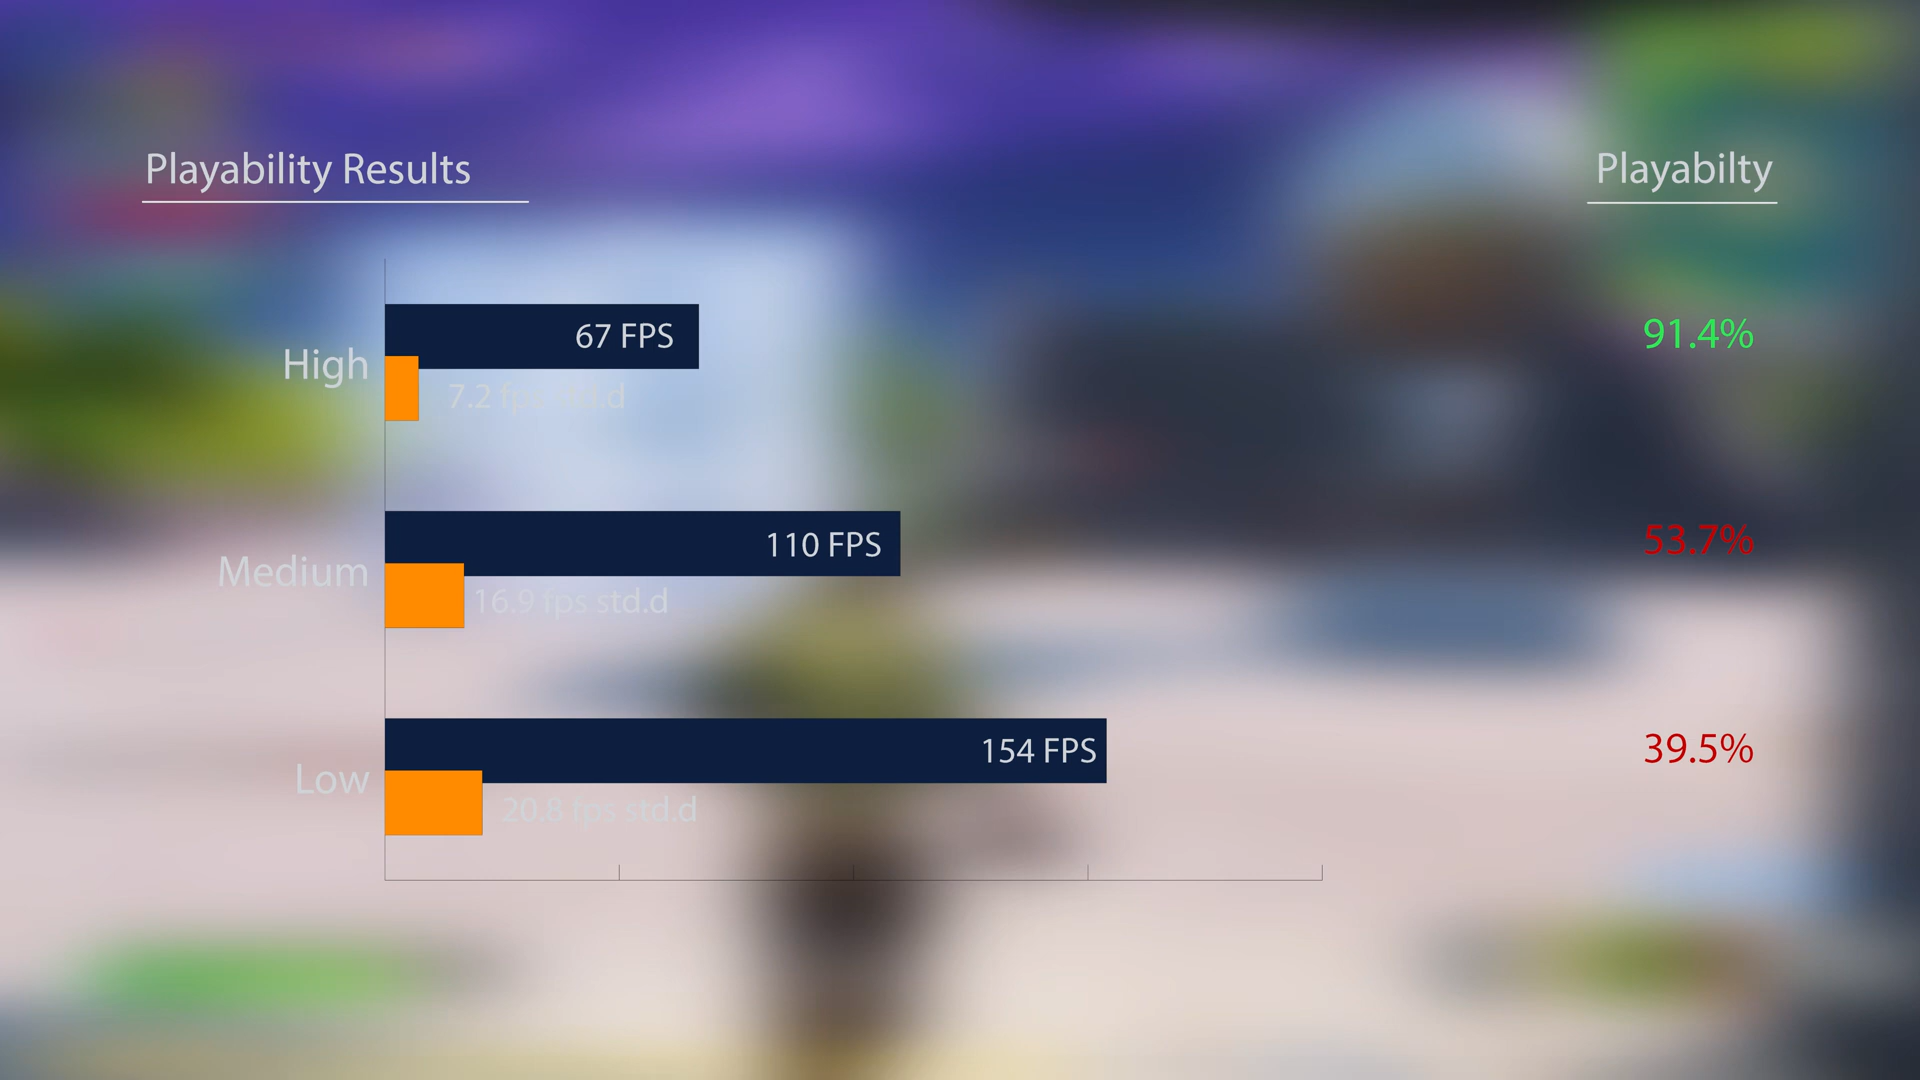 Playability Results
Playabilty
High
67 FPS
7.2 fps std.d
91.4%
Medium
110 FPS
16.9 fps std.d
53.7%
Low
154 FPS
20.8 fps std.d
39.5%